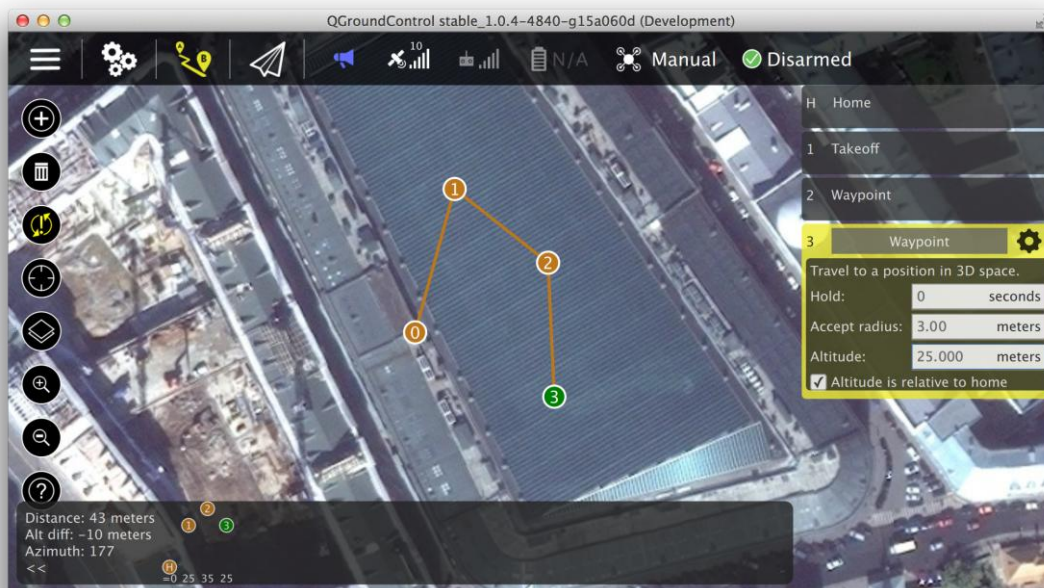 QGroundControl stable_1.0.4-4840-g15a060d (Development)
10
N/A
Manual
Disarmed
A
B
H Home
1 Takeoff
2 Waypoint
3 Waypoint
Travel to a position in 3D space.
Hold: 0 seconds
Accept radius: 3.00 meters
Altitude: 25.000 meters
Altitude is relative to home
1
2
0
3
?
Distance: 43 meters
Alt diff: -10 meters
Azimuth: 177
<<
2
1
3
H
=0 25 35 25